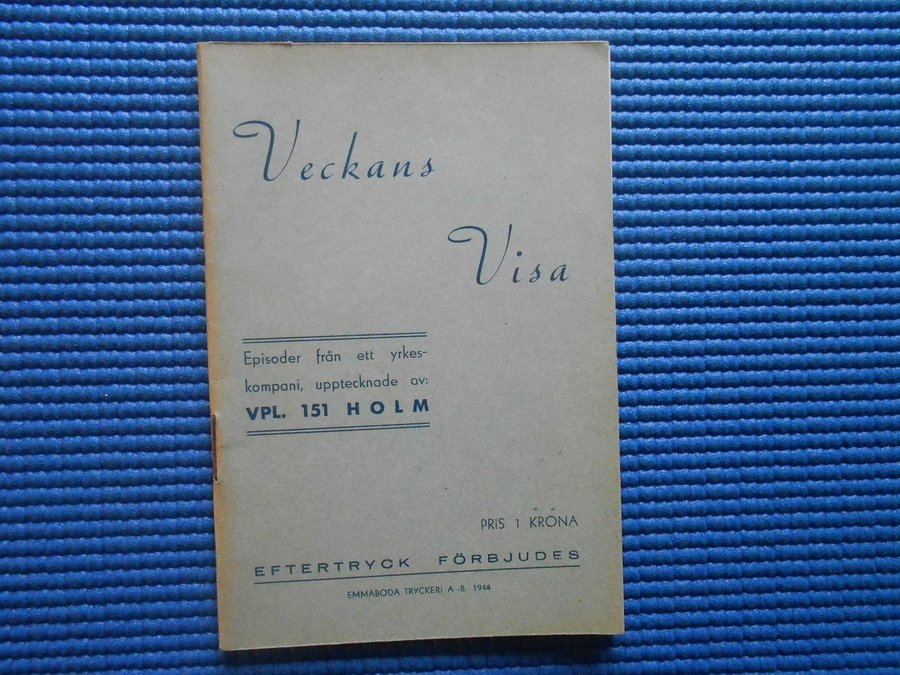 Veckans
Visa
Episoder från ett yrkes-
kompani, upptecknade av:
VPL. 151 HOLM
PRIS 1 KRONA
EFTERTRYCK FÖRBJUDES
EMMABODA TRYCKERI A.-B. 1944